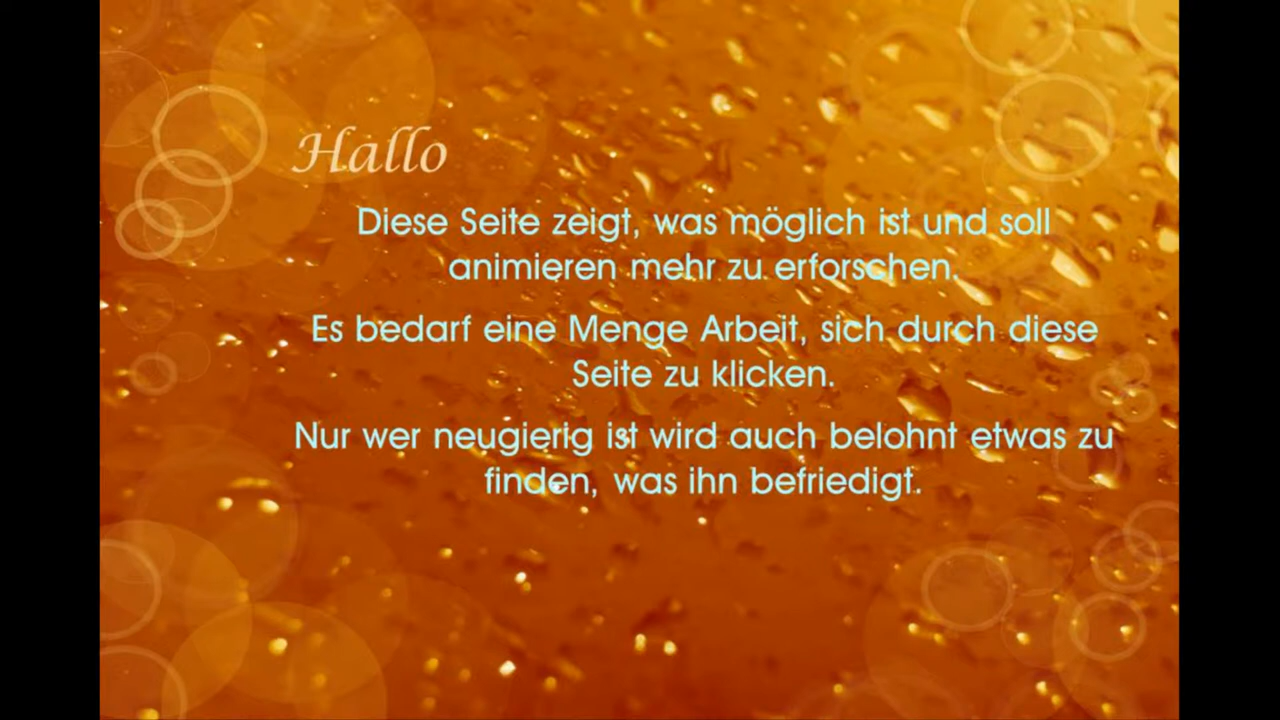 Hallo
Diese Seite zeigt, was möglich ist und soll
animieren mehr zu erforschen.
Es bedarf eine Menge Arbeit, sich durch diese
Seite zu klicken.
Nur wer neugierig ist wird auch belohnt etwas zu
finden, was ihn befriedigt.